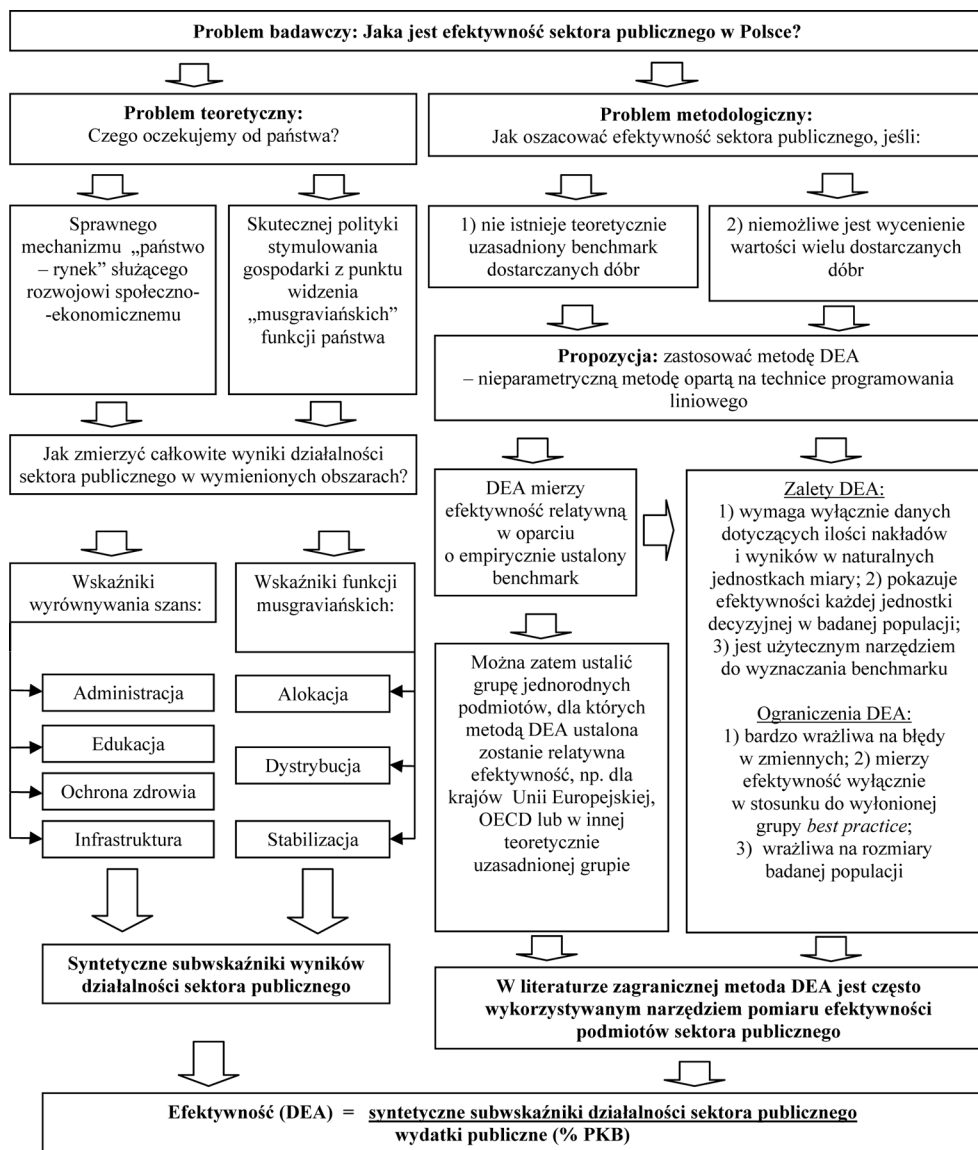 Problem badawczy: Jaka jest efektywność sektora publicznego w Polsce?
Problem teoretyczny:
Czego oczekujemy od państwa?
Problem metodologiczny:
Jak oszacować efektywność sektora publicznego, jeśli:
Sprawnego
mechanizmu „państwo
– rynek” służącego
rozwojowi społeczno-
-ekonomicznemu
Skutecznej polityki
stymulowania
gospodarki z punktu
widzenia
„musgraviańskich”
funkcji państwa
1) nie istnieje teoretycznie
uzasadniony benchmark
dostarczanych dóbr
2) niemożliwe jest wycenienie
wartości wielu dostarczanych
dóbr
Propozycja: zastosować metodę DEA
– nieparametryczną metodę opartą na technice programowania
liniowego
Jak zmierzyć całkowite wyniki działalności
sektora publicznego w wymienionych obszarach?
DEA mierzy
efektywność relatywną
w oparciu
o empirycznie ustalony
benchmark
Zalety DEA:
1) wymaga wyłącznie danych
dotyczących ilości nakładów
i wyników w naturalnych
jednostkach miary; 2) pokazuje
efektywności każdej jednostki
decyzyjnej w badanej populacji;
3) jest użytecznym narzędziem
do wyznaczania benchmarku
Ograniczenia DEA:
1) bardzo wrażliwa na błędy
w zmiennych; 2) mierzy
efektywność wyłącznie
w stosunku do wyłonionej
grupy best practice;
3) wrażliwa na rozmiary
badanej populacji
Wskaźniki
wyrównywania szans:
Wskaźniki funkcji
musgraviańskich:
Administracja
Edukacja
Ochrona zdrowia
Infrastruktura
Alokacja
Dystrybucja
Stabilizacja
Można zatem ustalić
grupę jednorodnych
podmiotów, dla których
metodą DEA ustalona
zostanie relatywna
efektywność, np. dla
krajów Unii Europejskiej,
OECD lub w innej
teoretycznie
uzasadnionej grupie
Syntetyczne subwskaźniki wyników
działalności sektora publicznego
W literaturze zagranicznej metoda DEA jest często
wykorzystywanym narzędziem pomiaru efektywności
podmiotów sektora publicznego
Efektywność (DEA) = syntetyczne subwskaźniki działalności sektora publicznego
wydatki publiczne (% PKB)